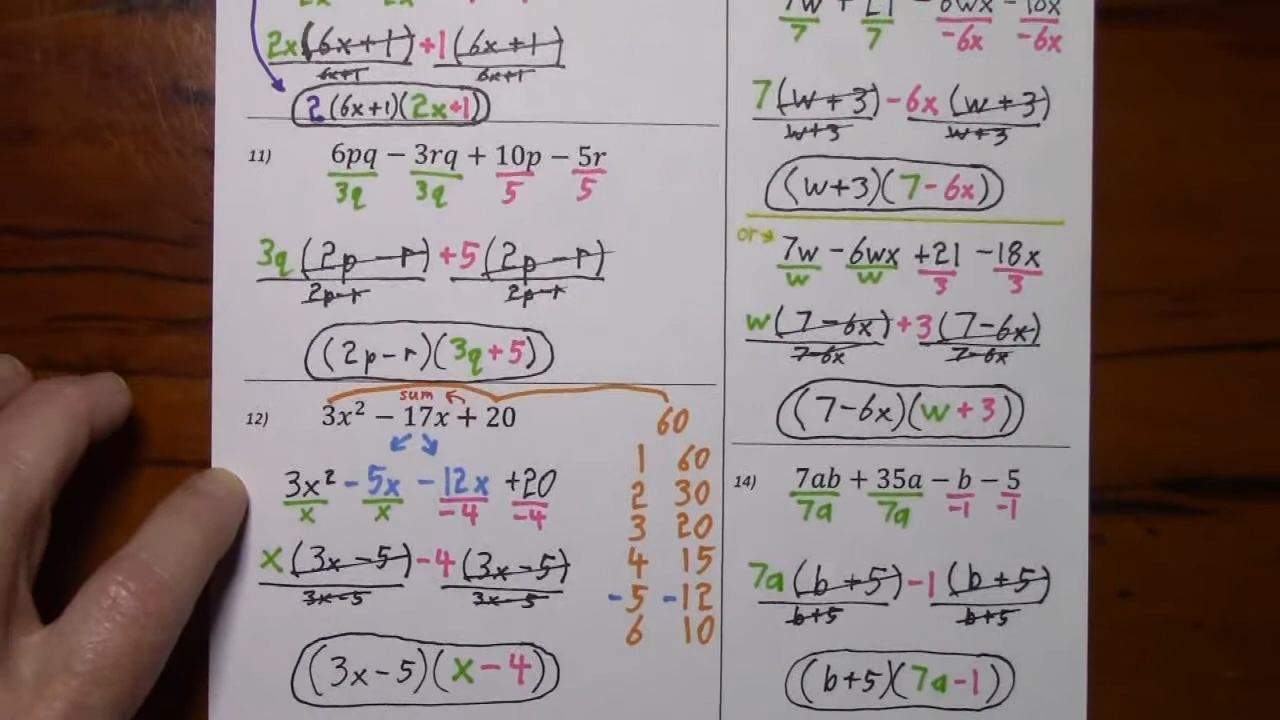 2x(6x+1) +1(6x+1)
6x+1 6x+1
2(6x+1)(2x+1)
11) 6pq − 3rq + 10p − 5r
3q 3q 5 5
3q(2p−r) +5(2p−r)
2p−r 2p−r
(2p−r)(3q+5)
sum
12) 3x² − 17x + 20
3x² −5x −12x +20
x x −4 −4
x(3x−5) −4(3x−5)
3x−5 3x−5
(3x−5)(x−4)
60
1 60
2 30
3 20
4 15
−5 −12
6 10
7w + 21 − 6wx − 18x
7 7 −6x −6x
7(w+3) −6x(w+3)
w+3 w+3
(w+3)(7−6x)
or 7w −6wx +21 −18x
w w 3 3
w(7−6x) +3(7−6x)
7−6x 7−6x
(7−6x)(w+3)
14) 7ab + 35a − b − 5
7a 7a −1 −1
7a(b+5) −1(b+5)
b+5 b+5
(b+5)(7a−1)